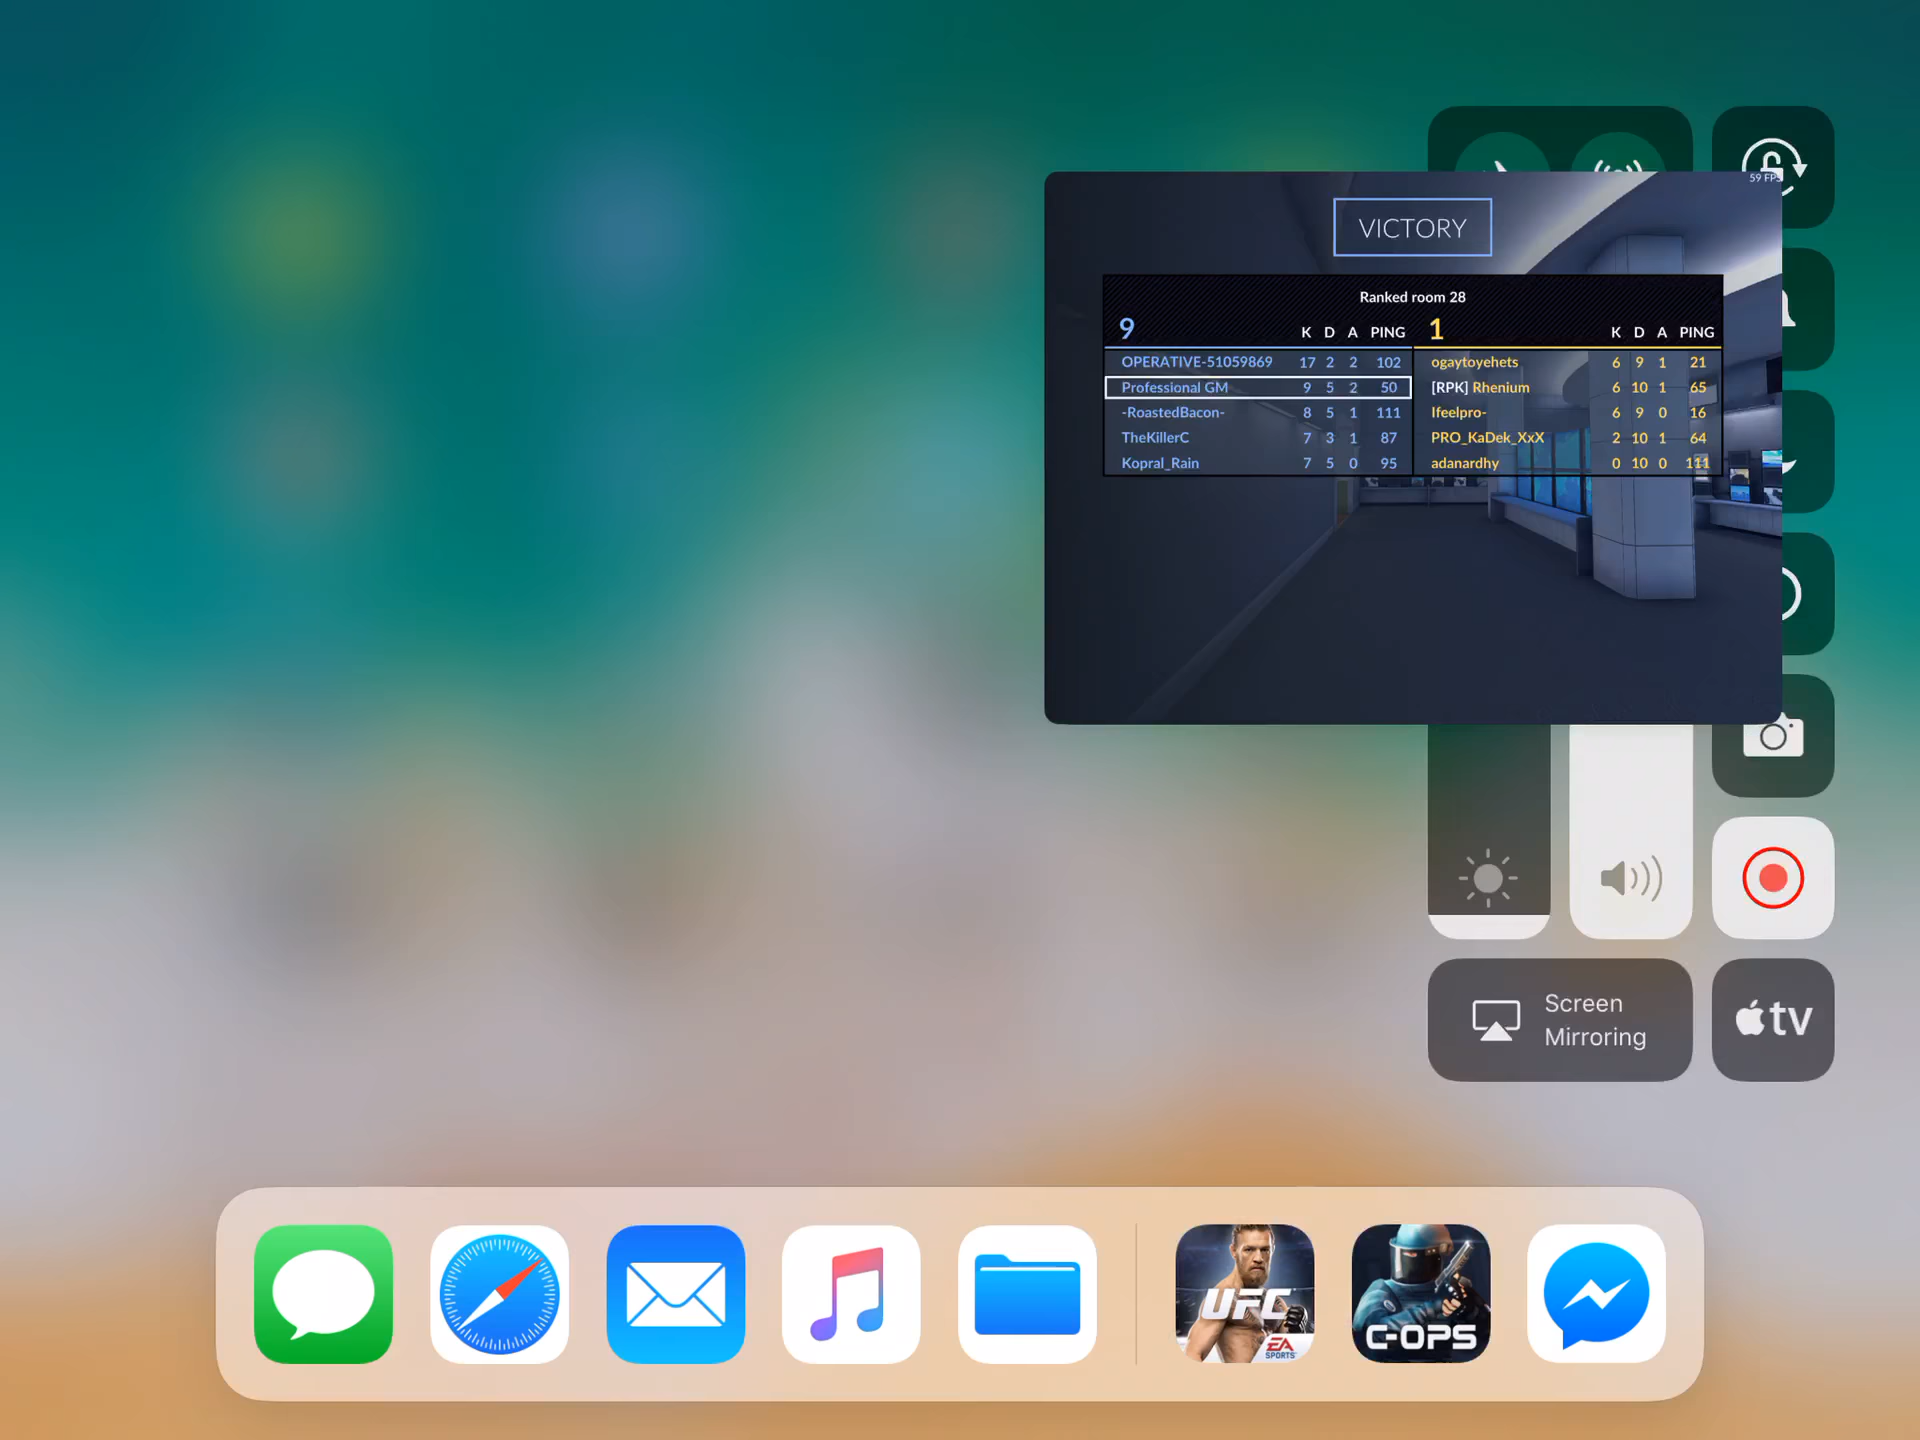 59 FPS
VICTORY
Ranked room 28
9 K D A PING 1 K D A PING
OPERATIVE-51059869 17 2 2 102 ogaytoyehets 6 9 1 21
Professional GM 9 5 2 50 [RPK] Rhenium 6 10 1 65
-RoastedBacon- 8 5 1 111 Ifeelpro- 6 9 0 16
TheKillerC 7 3 1 87 PRO_KaDek_XxX 2 10 1 64
Kopral_Rain 7 5 0 95 adanardhy 0 10 0 111
Screen
Mirroring
tv
UFC
EA
SPORTS
C-OPS